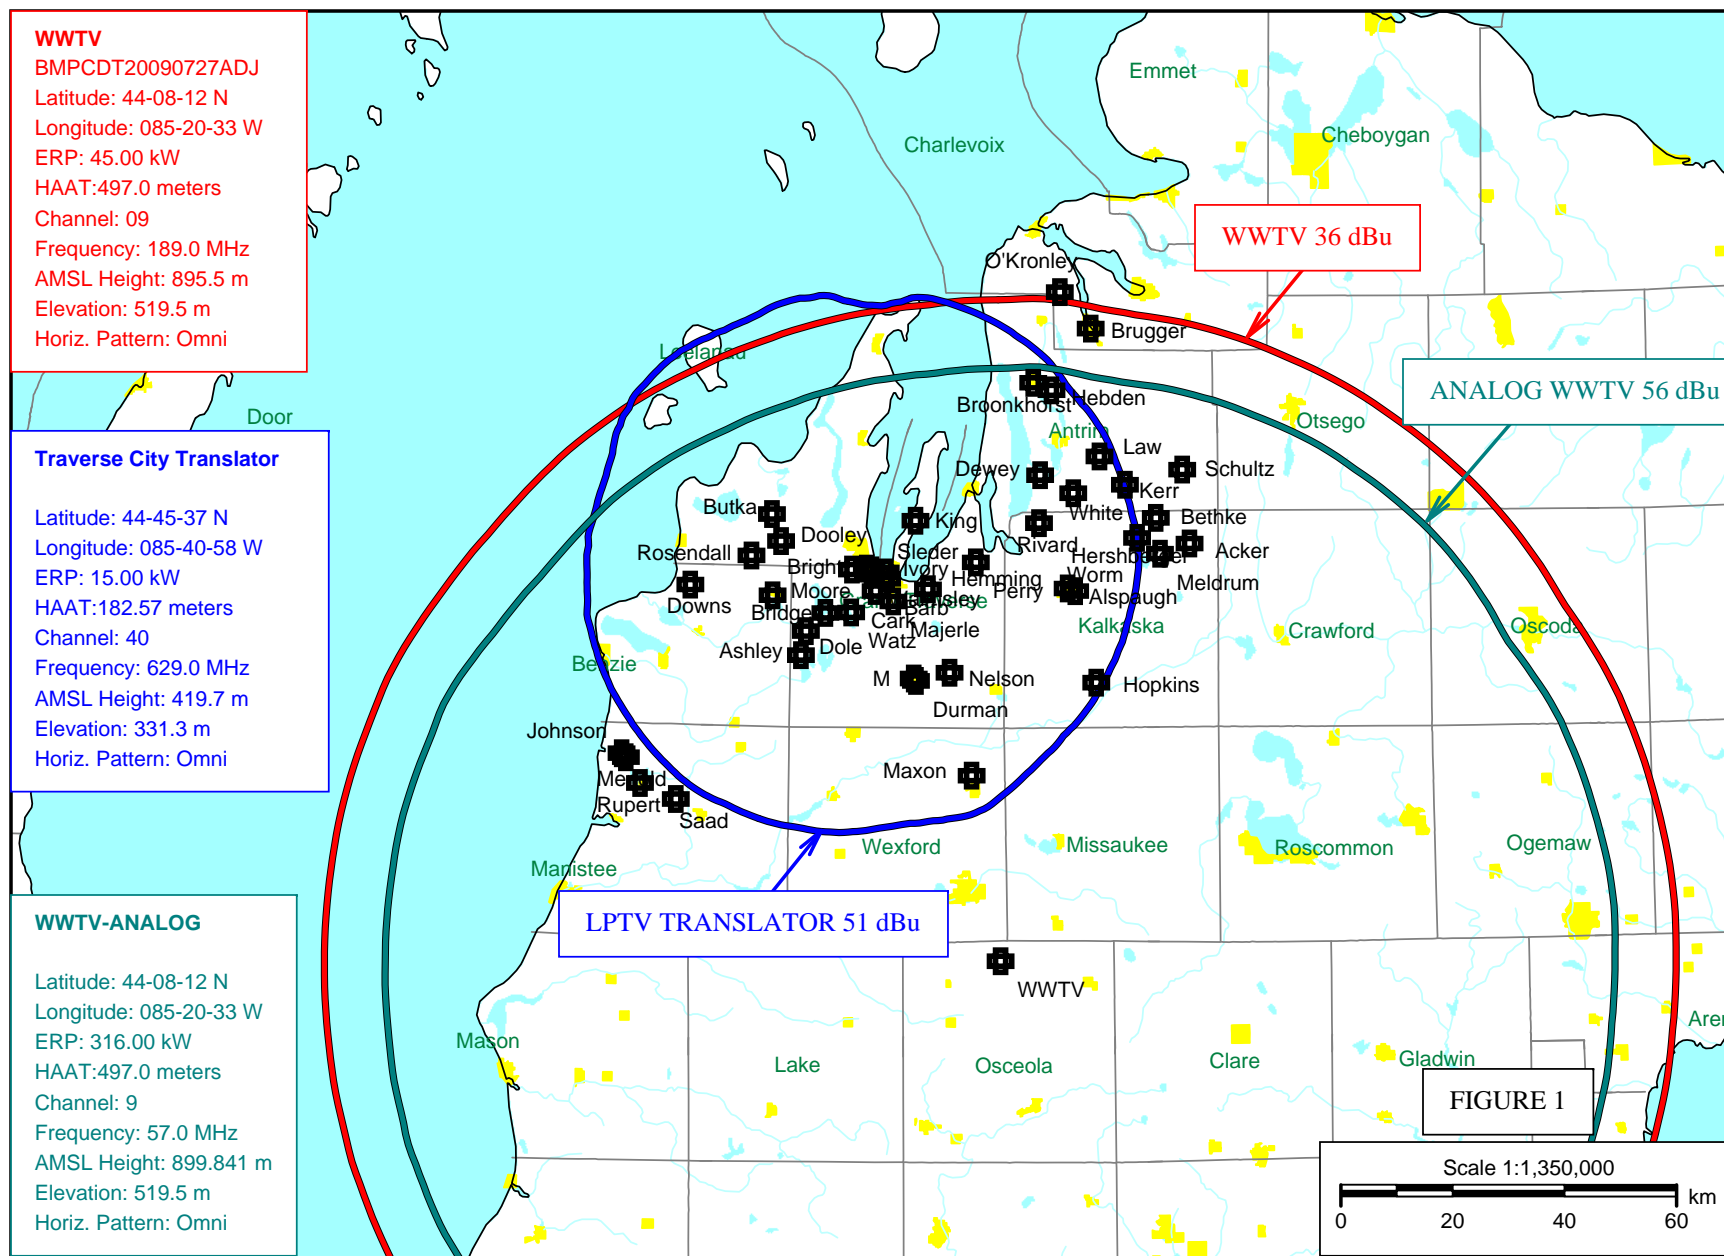 WWTV
BMPCDT20090727ADJ
Latitude: 44-08-12 N
Longitude: 085-20-33 W
ERP: 45.00 kW
HAAT:497.0 meters
Channel: 09
Frequency: 189.0 MHz
AMSL Height: 895.5 m
Elevation: 519.5 m
Horiz. Pattern: Omni
Traverse City Translator
Latitude: 44-45-37 N
Longitude: 085-40-58 W
ERP: 15.00 kW
HAAT:182.57 meters
Channel: 40
Frequency: 629.0 MHz
AMSL Height: 419.7 m
Elevation: 331.3 m
Horiz. Pattern: Omni
WWTV-ANALOG
Latitude: 44-08-12 N
Longitude: 085-20-33 W
ERP: 316.00 kW
HAAT:497.0 meters
Channel: 9
Frequency: 57.0 MHz
AMSL Height: 899.841 m
Elevation: 519.5 m
Horiz. Pattern: Omni
Emmet
Cheboygan
Charlevoix
WWTV 36 dBu
O'Kronley
Brugger
Leelanau
ANALOG WWTV 56 dBu
Door
Broonkhorst
Hebden
Otsego
Antrim
Law
Dewey
Schultz
Kerr
Butka
King
White
Bethke
Dooley
Rivard
Rosendall
Sleder
Hershberger
Acker
Bright
Ivory
Hemming
Worm
Meldrum
Downs
Moore
Perry
Alspaugh
Bridge
Barb
Cark
Majerle
Kalkaska
Crawford
Oscoda
Ashley
Dole
Watz
Benzie
M
Nelson
Hopkins
Durman
Johnson
Maxon
Rupert
Saad
Wexford
Missaukee
Roscommon
Ogemaw
Manistee
LPTV TRANSLATOR 51 dBu
WWTV
Mason
Lake
Osceola
Clare
Gladwin
Aren
FIGURE 1
Scale 1:1,350,000
km
0 20 40 60